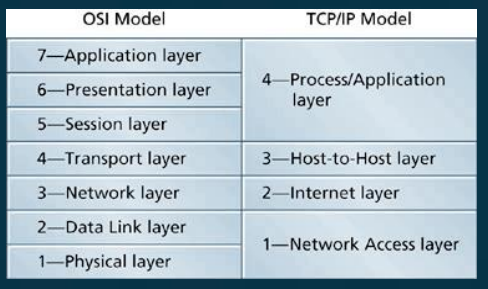 OSI Model
TCP/IP Model
7—Application layer
6—Presentation layer
5—Session layer
4—Transport layer
3—Network layer
2—Data Link layer
1—Physical layer
4—Process/Application
layer
3—Host-to-Host layer
2—Internet layer
1—Network Access layer